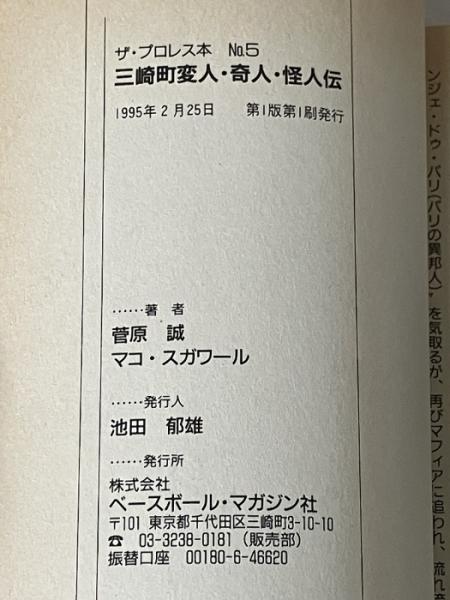 ザ・プロレス本 No.5
三崎町変人・奇人・怪人伝
1995年2月25日 第1版第1刷発行
……著 者
菅原 誠
マコ・スガワール
……発行人
池田 郁雄
……発行所
株式会社
ベースボール・マガジン社
〒101 東京都千代田区三崎町3-10-10
☎ 03-3238-0181(販売部)
振替口座 00180-6-46620
ンジェ・ドゥ・パリ(パリの異邦人)〟を気取るが、再びマフィアに追われ、流れ